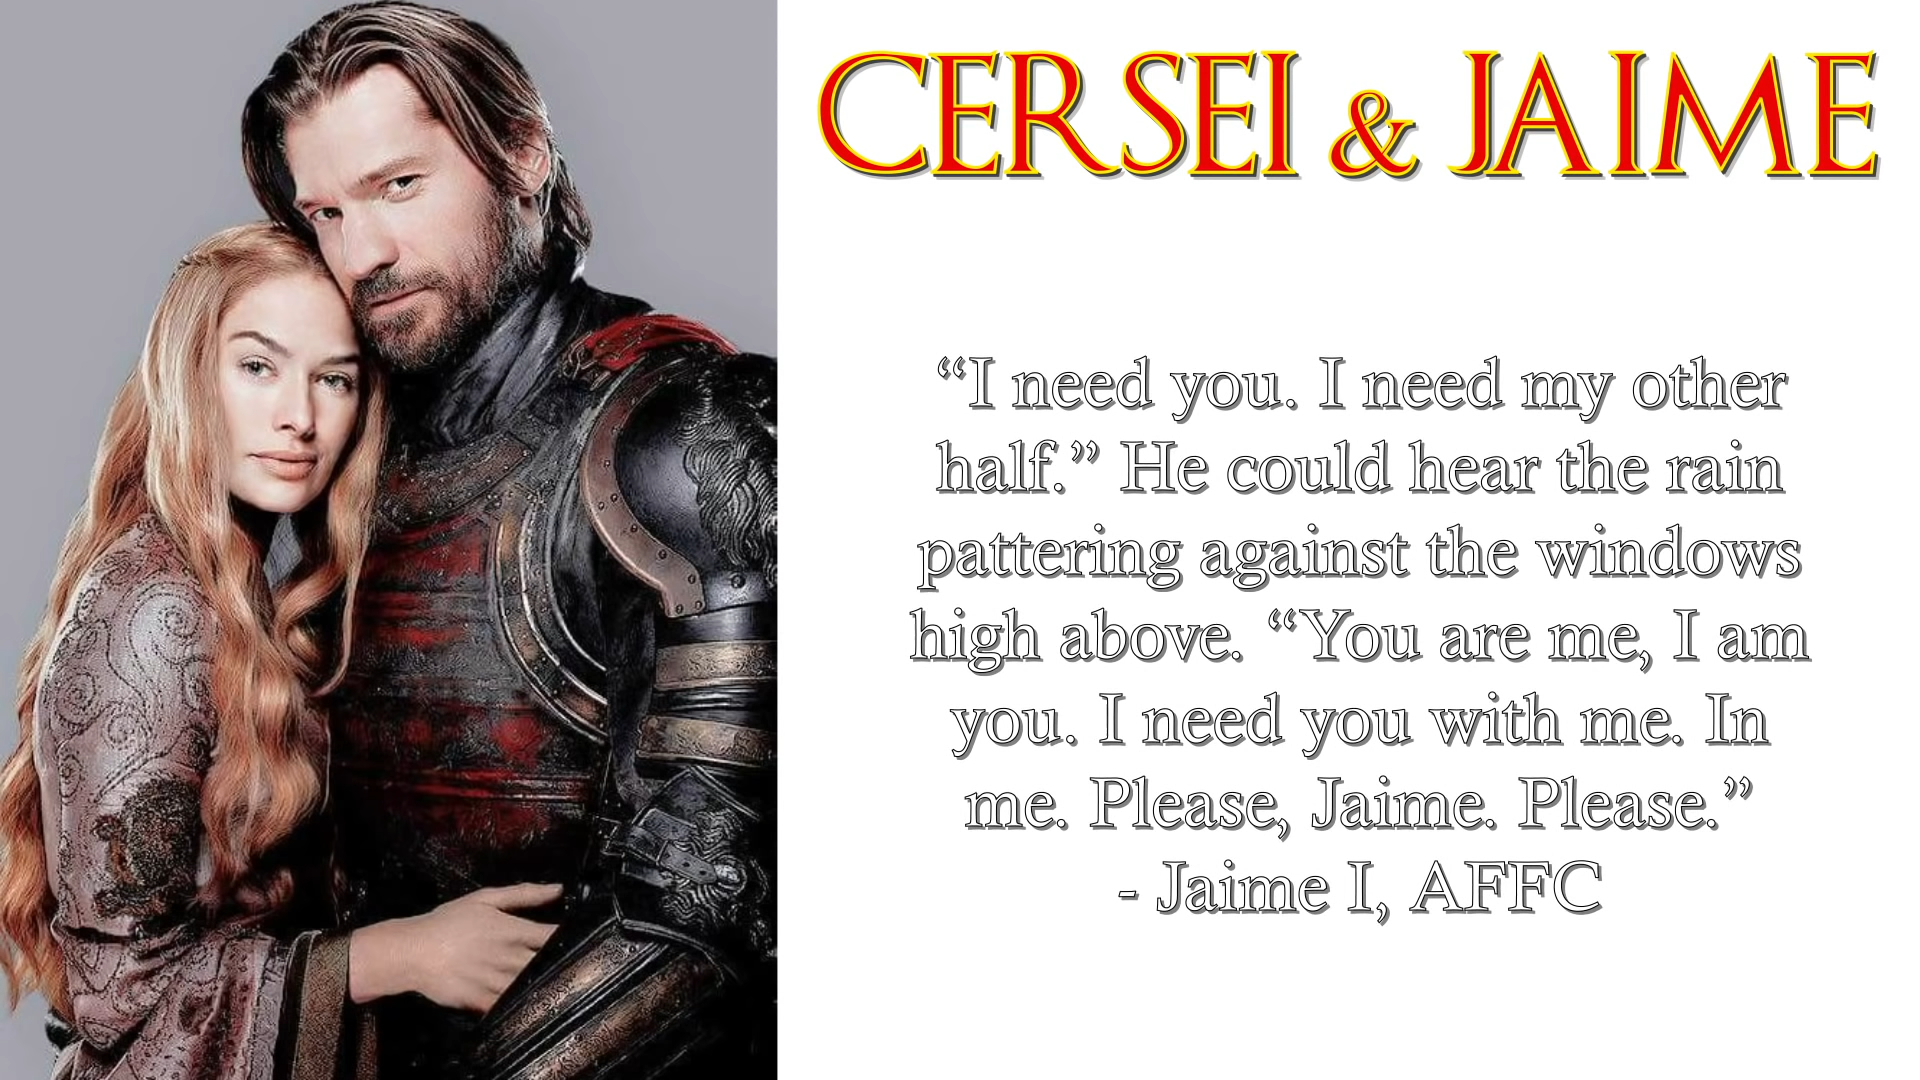 CERSEI & JAIME
“I need you. I need my other
half.” He could hear the rain
pattering against the windows
high above. “You are me, I am
you. I need you with me. In
me. Please, Jaime. Please.”
- Jaime I, AFFC